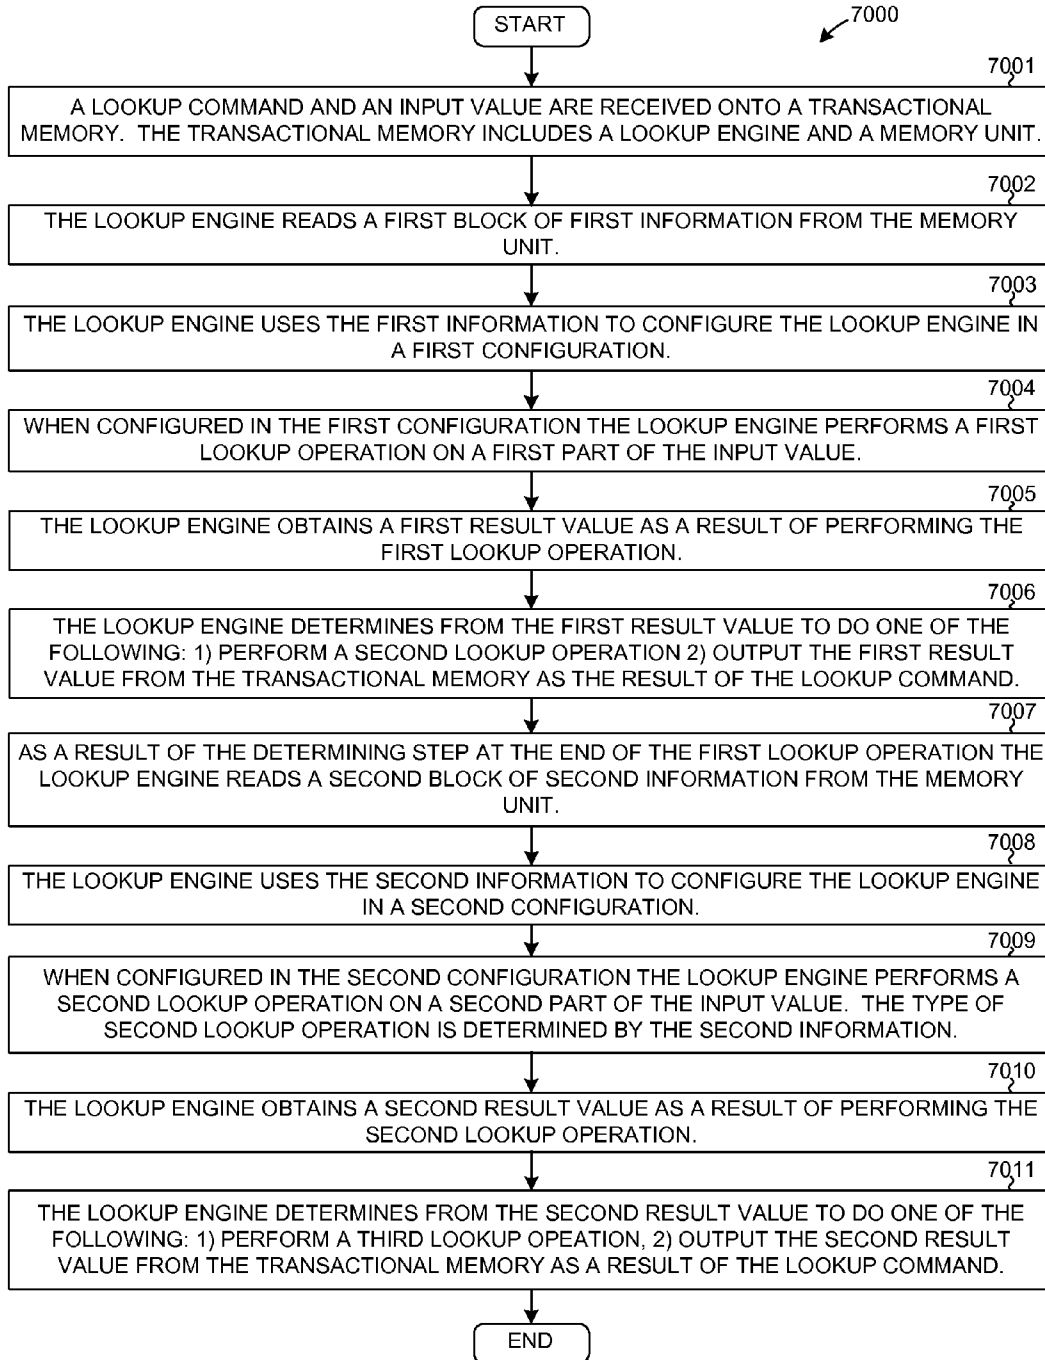 START
7000
7001
A LOOKUP COMMAND AND AN INPUT VALUE ARE RECEIVED ONTO A TRANSACTIONAL
MEMORY. THE TRANSACTIONAL MEMORY INCLUDES A LOOKUP ENGINE AND A MEMORY UNIT.
7002
THE LOOKUP ENGINE READS A FIRST BLOCK OF FIRST INFORMATION FROM THE MEMORY
UNIT.
7003
THE LOOKUP ENGINE USES THE FIRST INFORMATION TO CONFIGURE THE LOOKUP ENGINE IN
A FIRST CONFIGURATION.
7004
WHEN CONFIGURED IN THE FIRST CONFIGURATION THE LOOKUP ENGINE PERFORMS A FIRST
LOOKUP OPERATION ON A FIRST PART OF THE INPUT VALUE.
7005
THE LOOKUP ENGINE OBTAINS A FIRST RESULT VALUE AS A RESULT OF PERFORMING THE
FIRST LOOKUP OPERATION.
7006
THE LOOKUP ENGINE DETERMINES FROM THE FIRST RESULT VALUE TO DO ONE OF THE
FOLLOWING: 1) PERFORM A SECOND LOOKUP OPERATION 2) OUTPUT THE FIRST RESULT
VALUE FROM THE TRANSACTIONAL MEMORY AS THE RESULT OF THE LOOKUP COMMAND.
7007
AS A RESULT OF THE DETERMINING STEP AT THE END OF THE FIRST LOOKUP OPERATION THE
LOOKUP ENGINE READS A SECOND BLOCK OF SECOND INFORMATION FROM THE MEMORY
UNIT.
7008
THE LOOKUP ENGINE USES THE SECOND INFORMATION TO CONFIGURE THE LOOKUP ENGINE
IN A SECOND CONFIGURATION.
7009
WHEN CONFIGURED IN THE SECOND CONFIGURATION THE LOOKUP ENGINE PERFORMS A
SECOND LOOKUP OPERATION ON A SECOND PART OF THE INPUT VALUE. THE TYPE OF
SECOND LOOKUP OPERATION IS DETERMINED BY THE SECOND INFORMATION.
7010
THE LOOKUP ENGINE OBTAINS A SECOND RESULT VALUE AS A RESULT OF PERFORMING THE
SECOND LOOKUP OPERATION.
7011
THE LOOKUP ENGINE DETERMINES FROM THE SECOND RESULT VALUE TO DO ONE OF THE
FOLLOWING: 1) PERFORM A THIRD LOOKUP OPEATION, 2) OUTPUT THE SECOND RESULT
VALUE FROM THE TRANSACTIONAL MEMORY AS A RESULT OF THE LOOKUP COMMAND.
END